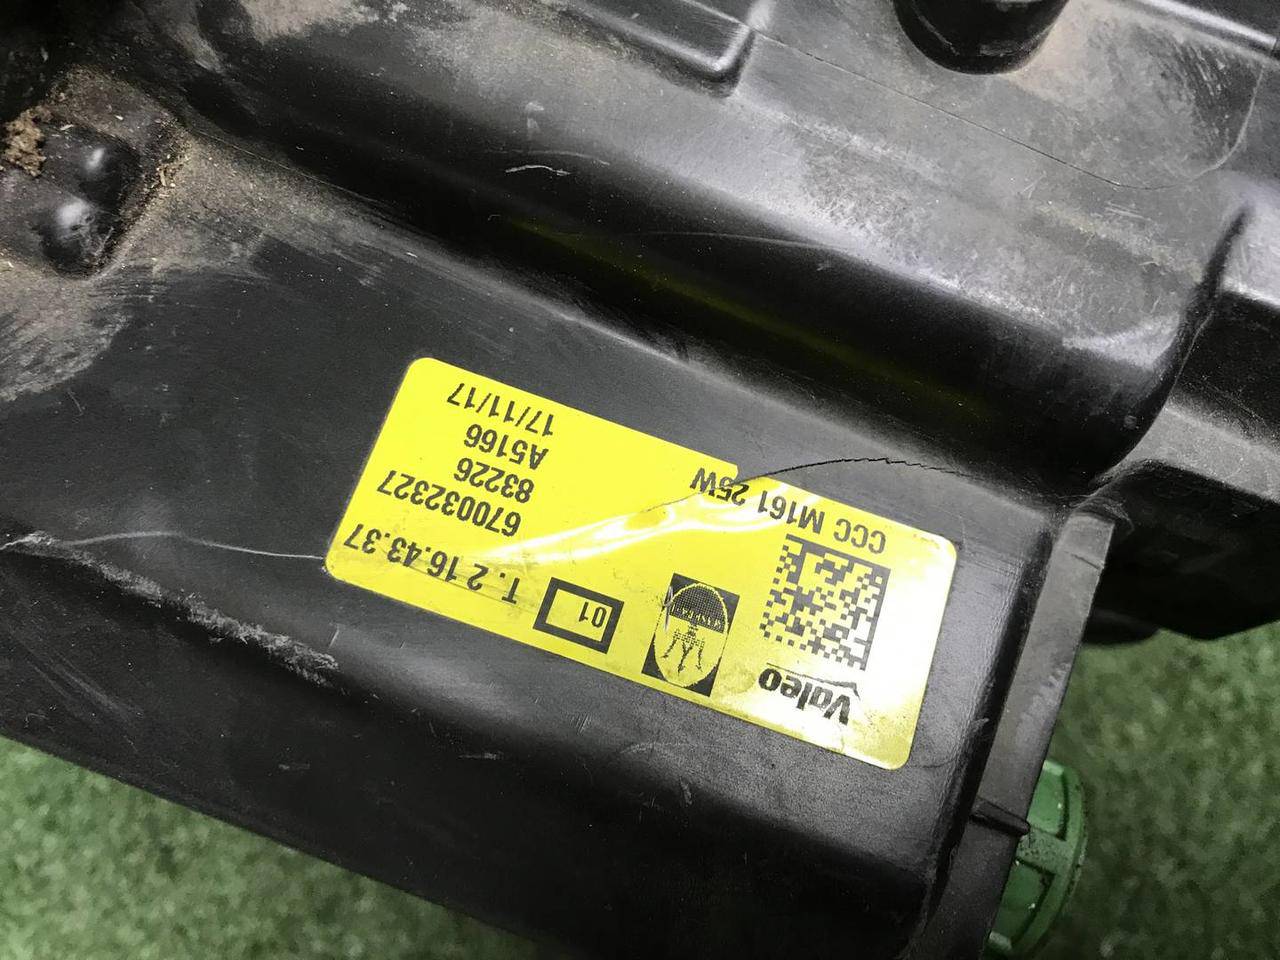 Valeo
CCC M161 25W
MASERATI
01
T. 2 16.43.37
670032327
83226
A5166
17/11/17